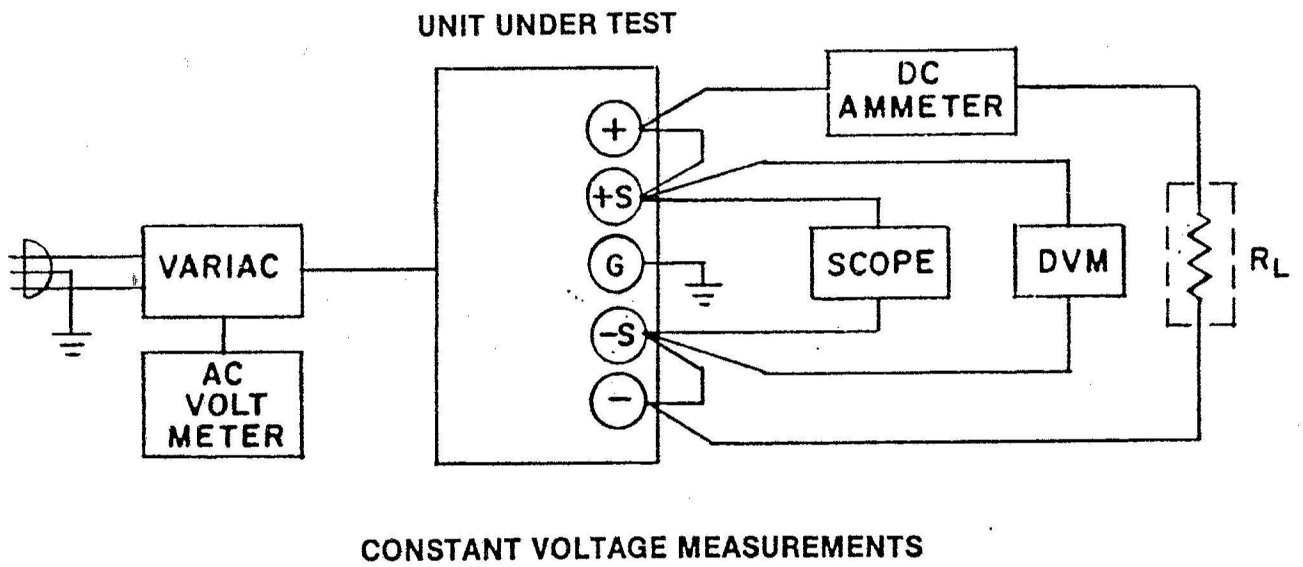 UNIT UNDER TEST
DC
AMMETER
+
+S
G
-S
-
VARIAC
SCOPE
DVM
RL
AC
VOLT
METER
CONSTANT VOLTAGE MEASUREMENTS